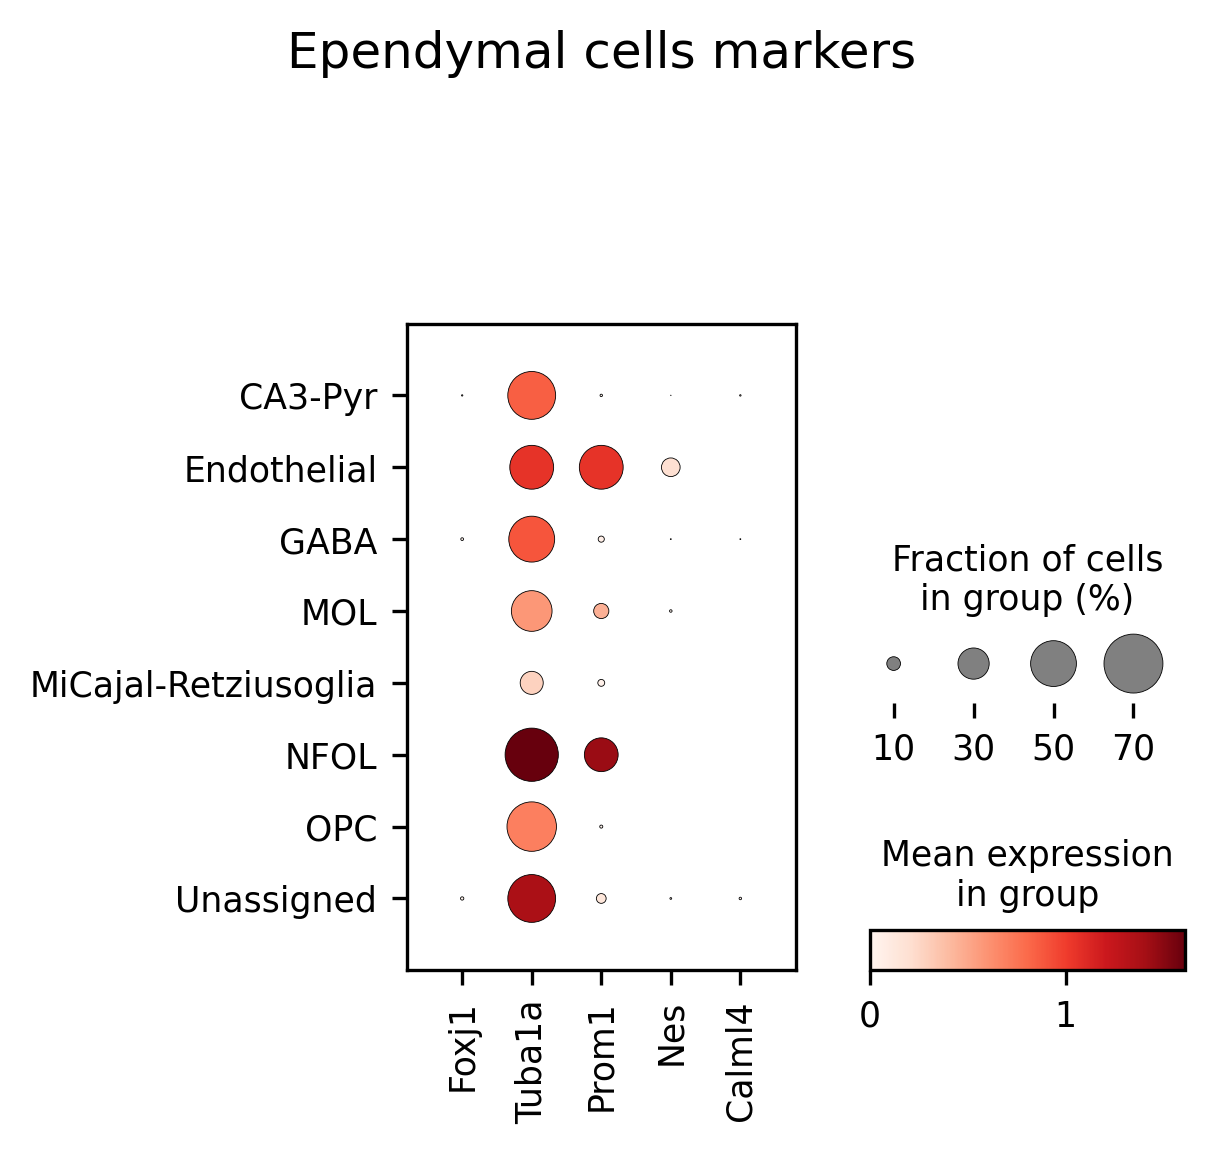 Ependymal cells markers
CA3-Pyr
Endothelial
GABA
MOL
MiCajal-Retziusoglia
NFOL
OPC
Unassigned
Foxj1
Tuba1a
Prom1
Nes
Calml4
Fraction of cells
in group (%)
10 30 50 70
Mean expression
in group
0 1